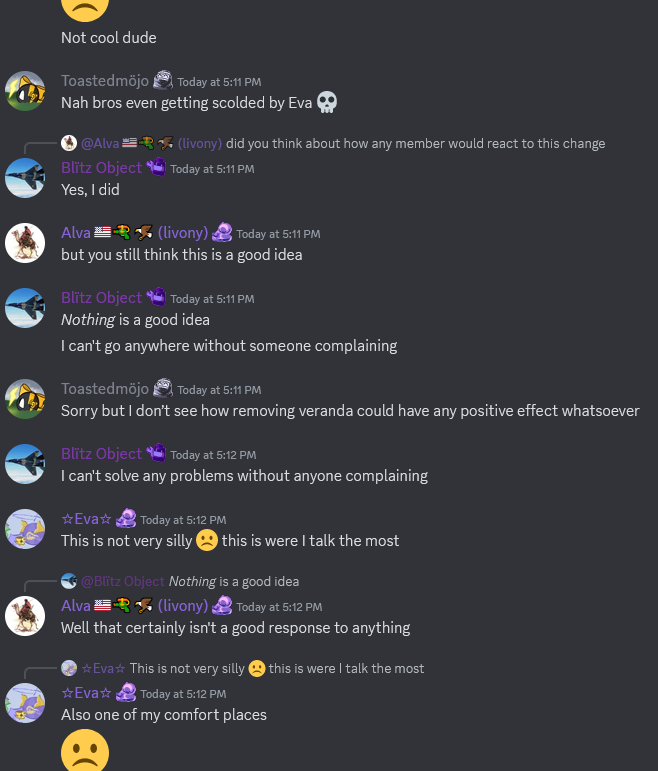 Not cool dude
Toastedmöjo Today at 5:11 PM
Nah bros even getting scolded by Eva 💀
@Alva 🇺🇸🔫🦅 (livony) did you think about how any member would react to this change
Blïtz Object Today at 5:11 PM
Yes, I did
Alva 🇺🇸🔫🦅 (livony) Today at 5:11 PM
but you still think this is a good idea
Blïtz Object Today at 5:11 PM
Nothing is a good idea
I can't go anywhere without someone complaining
Toastedmöjo Today at 5:11 PM
Sorry but I don't see how removing veranda could have any positive effect whatsoever
Blïtz Object Today at 5:12 PM
I can't solve any problems without anyone complaining
☆Eva☆ Today at 5:12 PM
This is not very silly 🙁 this is were I talk the most
@Blïtz Object Nothing is a good idea
Alva 🇺🇸🔫🦅 (livony) Today at 5:12 PM
Well that certainly isn't a good response to anything
☆Eva☆ This is not very silly 🙁 this is were I talk the most
☆Eva☆ Today at 5:12 PM
Also one of my comfort places